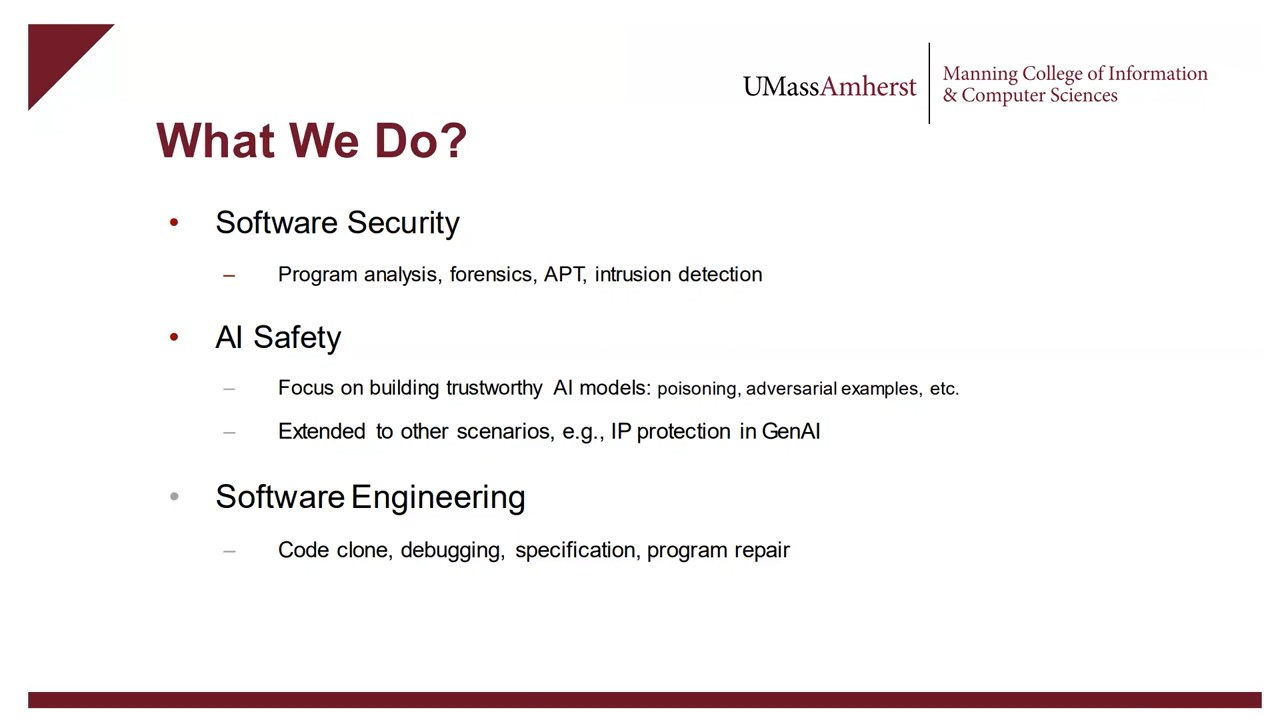 UMassAmherst
Manning College of Information
& Computer Sciences
What We Do?
• Software Security
– Program analysis, forensics, APT, intrusion detection
• AI Safety
– Focus on building trustworthy AI models: poisoning, adversarial examples, etc.
– Extended to other scenarios, e.g., IP protection in GenAI
• Software Engineering
– Code clone, debugging, specification, program repair